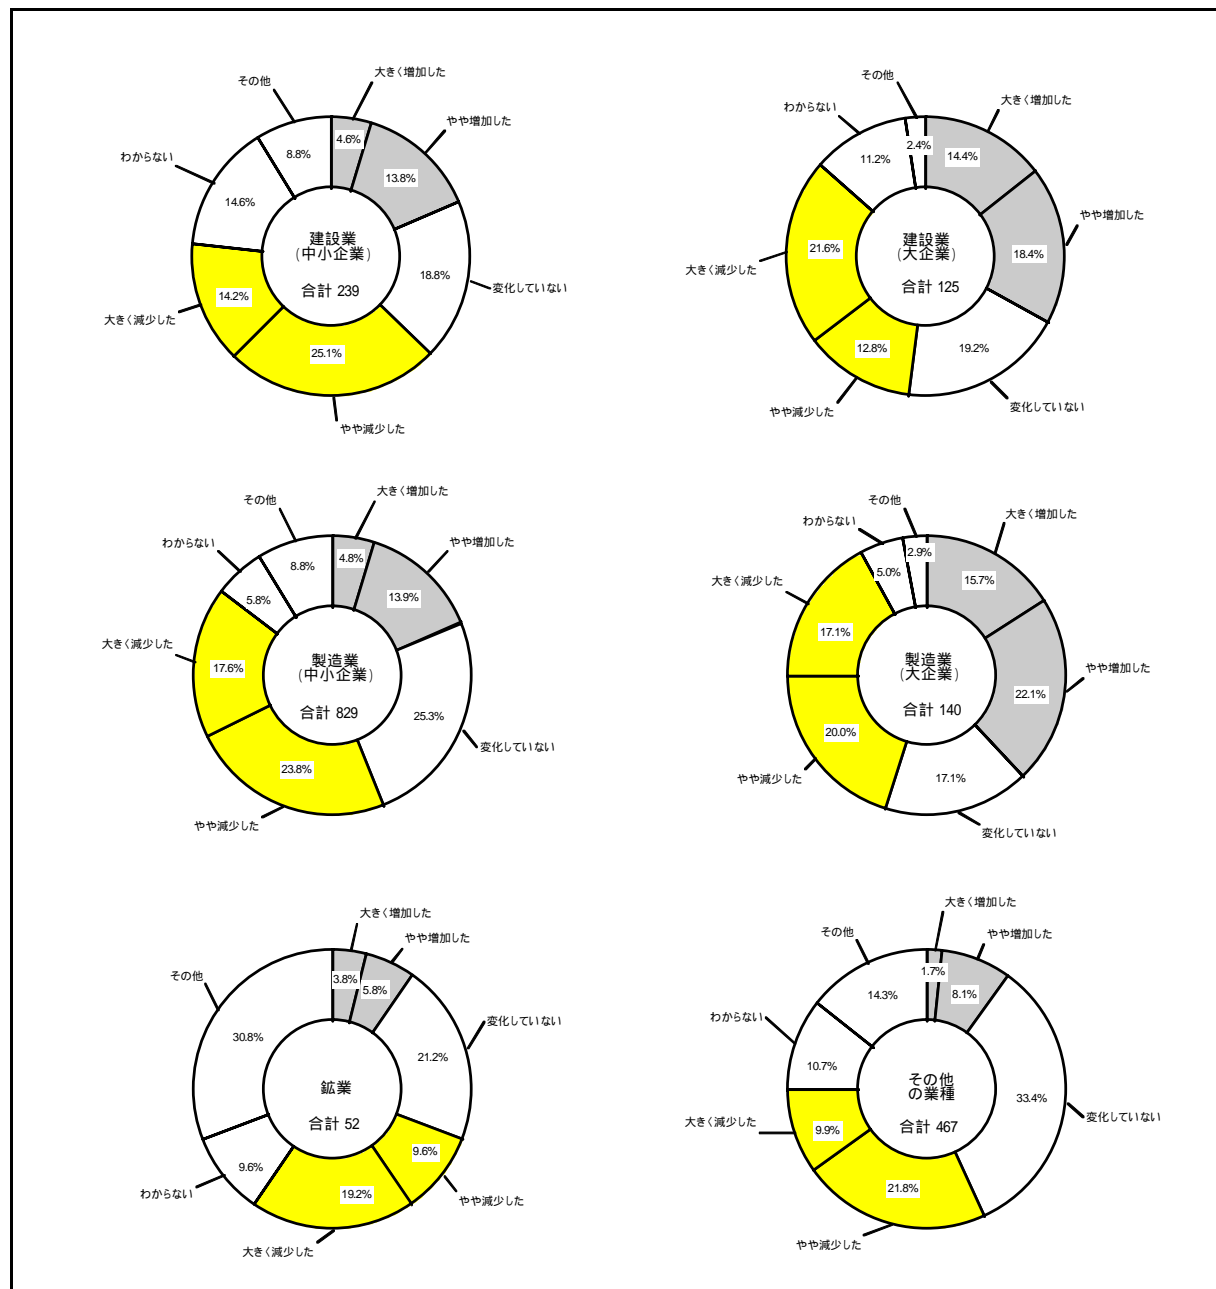 その他
大きく増加した
やや増加した
変化していない
やや減少した
大きく減少した
わからない
4.6%
13.8%
18.8%
25.1%
14.2%
14.6%
8.8%
建設業
(中小企業)
合計 239
その他
大きく増加した
やや増加した
変化していない
やや減少した
大きく減少した
わからない
2.4%
14.4%
18.4%
19.2%
12.8%
21.6%
11.2%
建設業
(大企業)
合計 125
その他
大きく増加した
やや増加した
変化していない
やや減少した
大きく減少した
わからない
8.8%
4.8%
13.9%
25.3%
23.8%
17.6%
5.8%
製造業
(中小企業)
合計 829
その他
大きく増加した
やや増加した
変化していない
やや減少した
大きく減少した
わからない
2.9%
15.7%
22.1%
17.1%
20.0%
17.1%
5.0%
製造業
(大企業)
合計 140
その他
大きく増加した
やや増加した
変化していない
やや減少した
大きく減少した
わからない
30.8%
3.8%
5.8%
21.2%
9.6%
19.2%
9.6%
鉱業
合計 52
その他
大きく増加した
やや増加した
変化していない
やや減少した
大きく減少した
わからない
14.3%
1.7%
8.1%
33.4%
21.8%
9.9%
10.7%
その他
の業種
合計 467